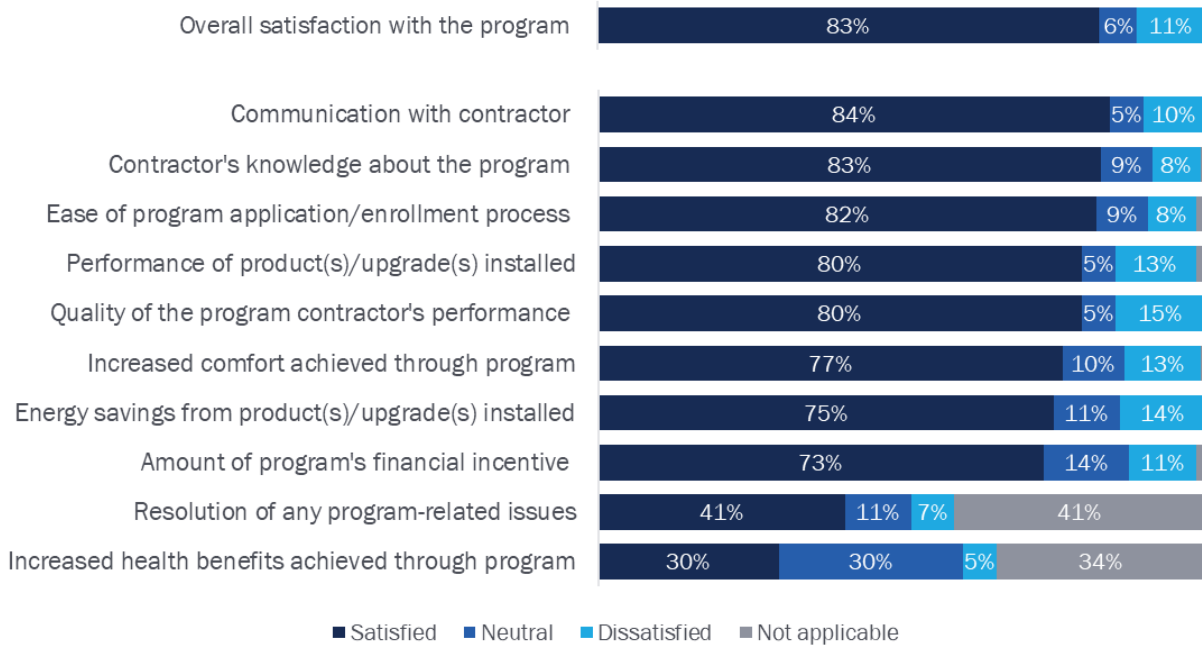 Overall satisfaction with the program 83% 6% 11%
Communication with contractor 84% 5% 10%
Contractor's knowledge about the program 83% 9% 8%
Ease of program application/enrollment process 82% 9% 8%
Performance of product(s)/upgrade(s) installed 80% 5% 13%
Quality of the program contractor's performance 80% 5% 15%
Increased comfort achieved through program 77% 10% 13%
Energy savings from product(s)/upgrade(s) installed 75% 11% 14%
Amount of program's financial incentive 73% 14% 11%
Resolution of any program-related issues 41% 11% 7% 41%
Increased health benefits achieved through program 30% 30% 5% 34%
Satisfied Neutral Dissatisfied Not applicable